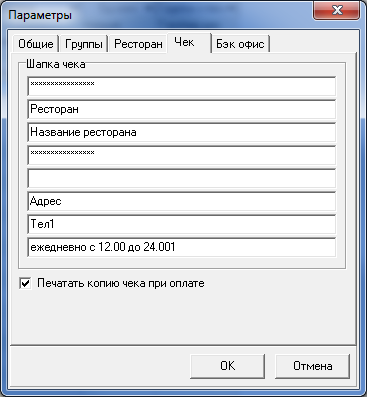 Параметры
Общие Группы Ресторан Чек Бэк офис
Шапка чека
****************
Ресторан
Название ресторана
****************
Адрес
Тел1
ежедневно с 12.00 до 24.001
Печатать копию чека при оплате
OK Отмена